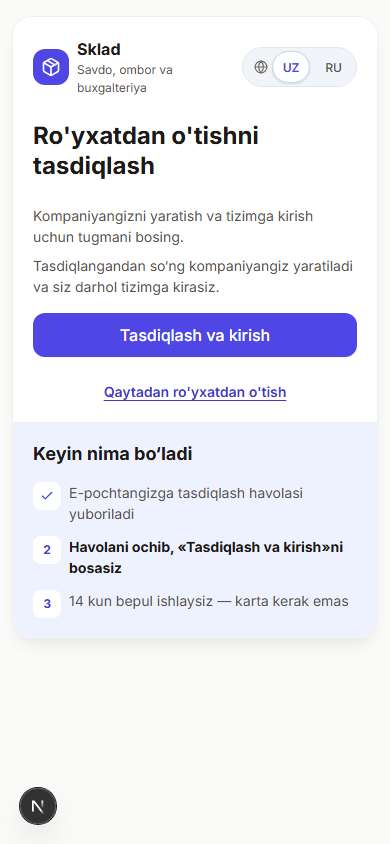 Sklad
Savdo, ombor va
buxgalteriya
UZ
RU
Ro'yxatdan o'tishni
tasdiqlash
Kompaniyangizni yaratish va tizimga kirish
uchun tugmani bosing.
Tasdiqlangandan so‘ng kompaniyangiz yaratiladi
va siz darhol tizimga kirasiz.
Tasdiqlash va kirish
Qaytadan ro'yxatdan o'tish
Keyin nima bo‘ladi
E-pochtangizga tasdiqlash havolasi
yuboriladi
2
Havolani ochib, «Tasdiqlash va kirish»ni
bosasiz
3
14 kun bepul ishlaysiz — karta kerak emas
N